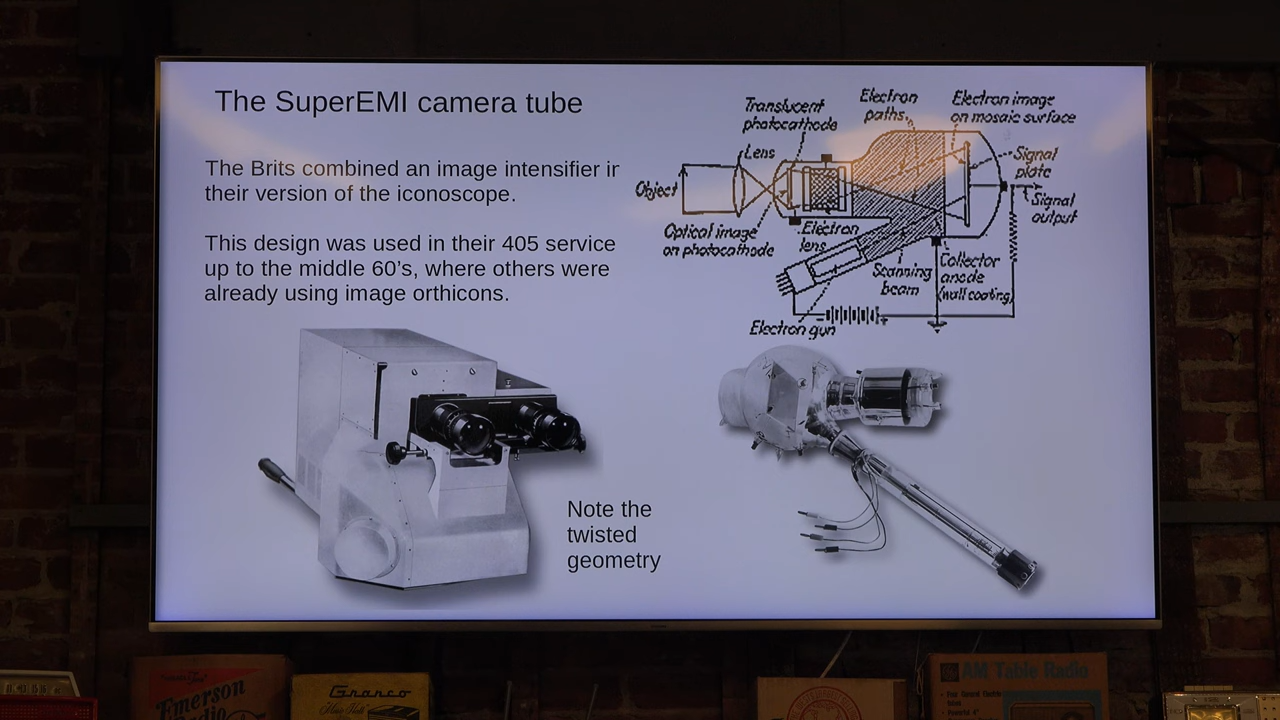 The SuperEMI camera tube
The Brits combined an image intensifier in
their version of the iconoscope.
This design was used in their 405 service
up to the middle 60's, where others were
already using image orthicons.
Note the
twisted
geometry
Translucent
photocathode
Electron
paths
Electron image
on mosaic surface
Lens
Signal
plate
Object
Signal
output
Optical image
on photocathode
Electron
lens
Scanning
beam
Collector
anode
(wall coating)
Electron gun
Emerson
Radio
Granco
AM Table Radio